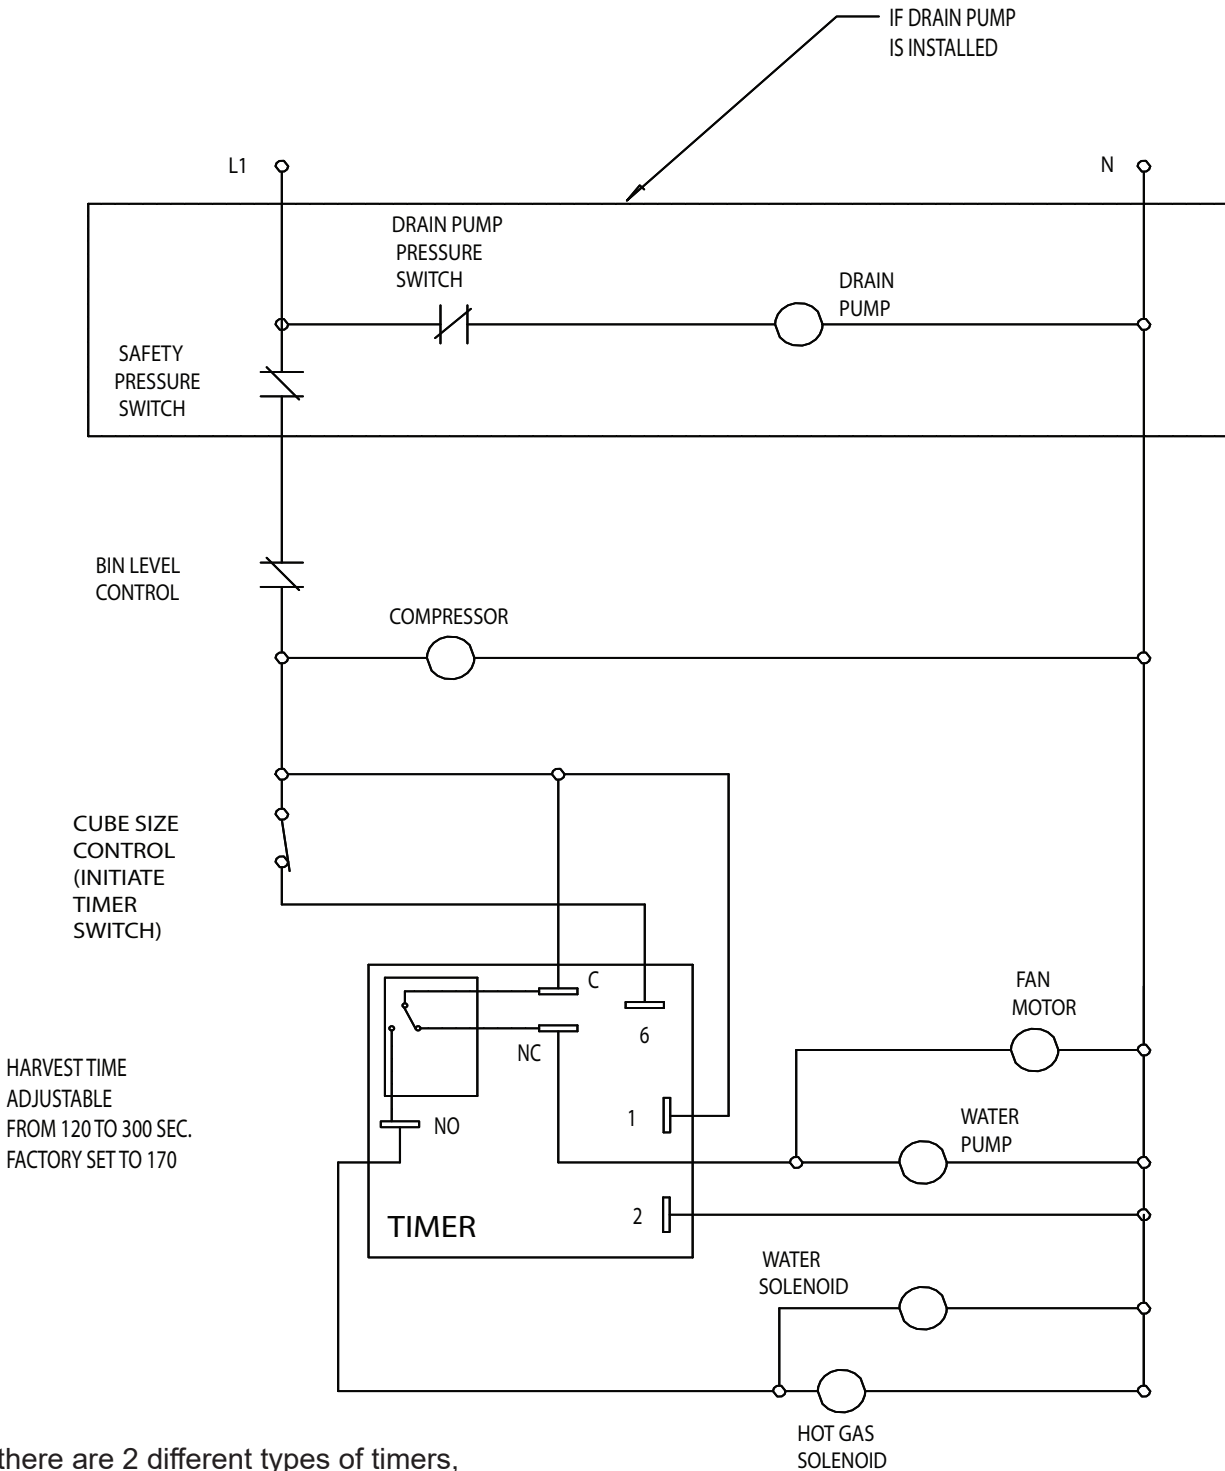 IF DRAIN PUMP
IS INSTALLED
L1
N
DRAIN PUMP
PRESSURE
SWITCH
DRAIN
PUMP
SAFETY
PRESSURE
SWITCH
BIN LEVEL
CONTROL
COMPRESSOR
CUBE SIZE
CONTROL
(INITIATE
TIMER
SWITCH)
C
6
NC
1
NO
2
TIMER
FAN
MOTOR
WATER
PUMP
HARVEST TIME
ADJUSTABLE
FROM 120 TO 300 SEC.
FACTORY SET TO 170
WATER
SOLENOID
HOT GAS
SOLENOID
there are 2 different types of timers,